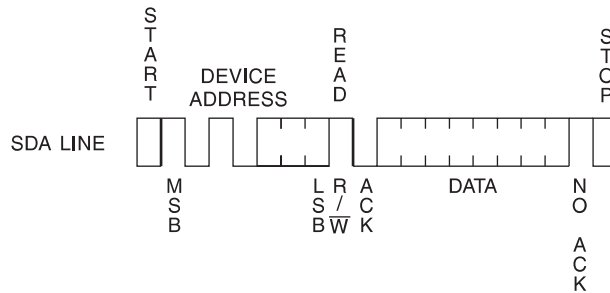 START
DEVICE
ADDRESS
READ
STOP
SDA LINE
MSB
LSB
R/W
ACK
DATA
NO ACK